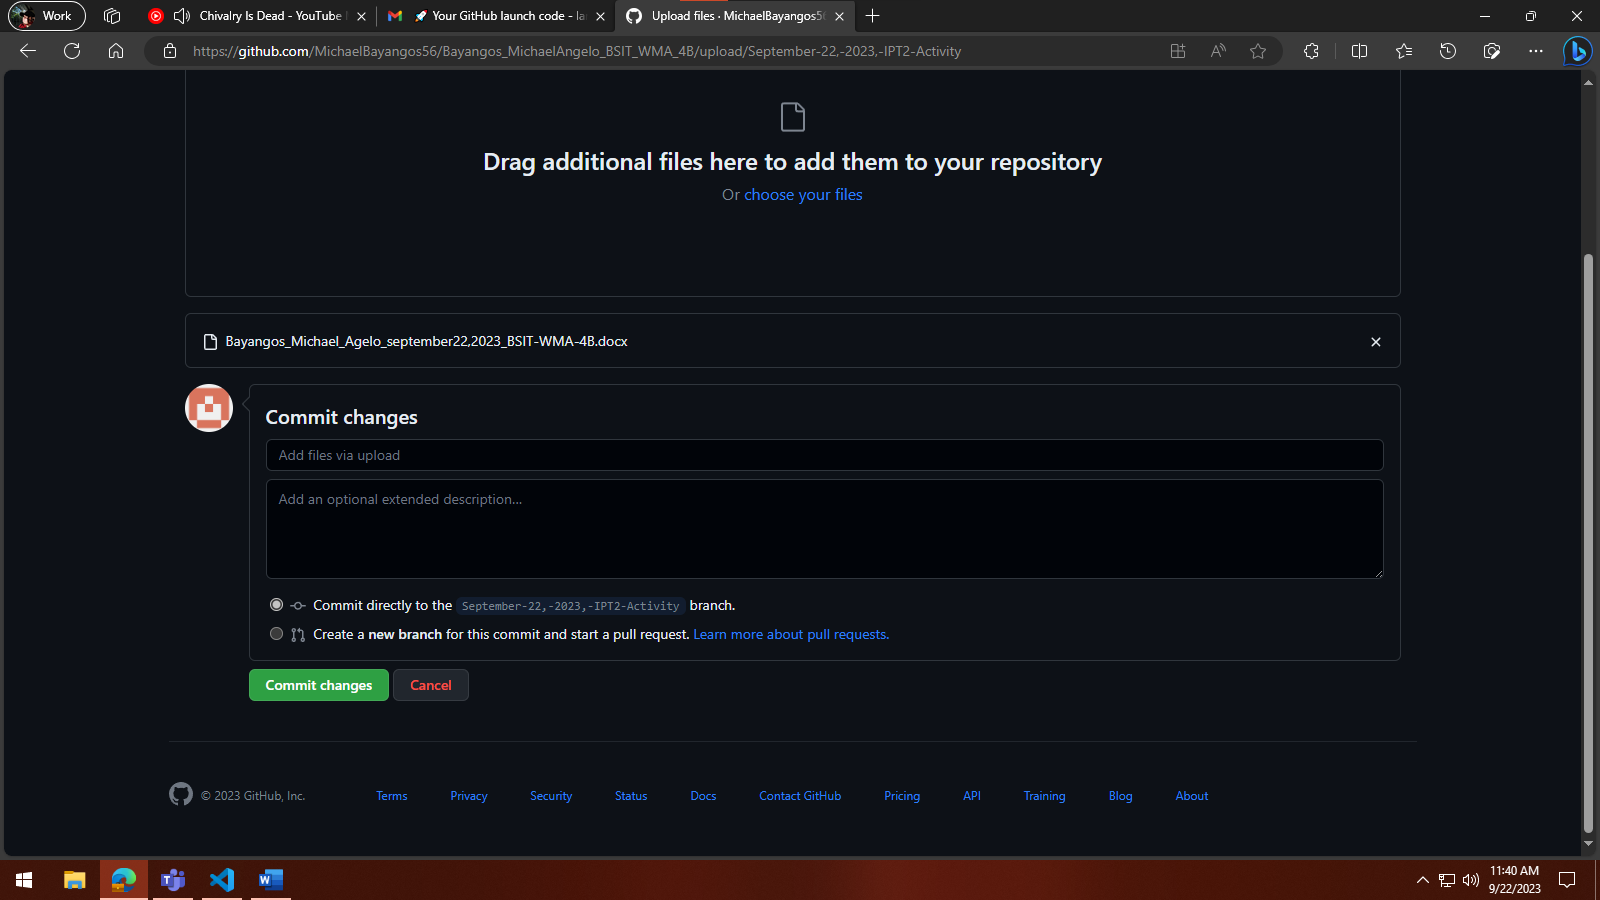 Work
Chivalry Is Dead - YouTube
Your GitHub launch code - la
Upload files · MichaelBayangos5
https://github.com/MichaelBayangos56/Bayangos_MichaelAngelo_BSIT_WMA_4B/upload/September-22,-2023,-IPT2-Activity
Drag additional files here to add them to your repository
Or choose your files
Bayangos_Michael_Agelo_september22,2023_BSIT-WMA-4B.docx
Commit changes
Add files via upload
Add an optional extended description...
Commit directly to the September-22,-2023,-IPT2-Activity branch.
Create a new branch for this commit and start a pull request. Learn more about pull requests.
Commit changes
Cancel
© 2023 GitHub, Inc.
Terms
Privacy
Security
Status
Docs
Contact GitHub
Pricing
API
Training
Blog
About
11:40 AM
9/22/2023